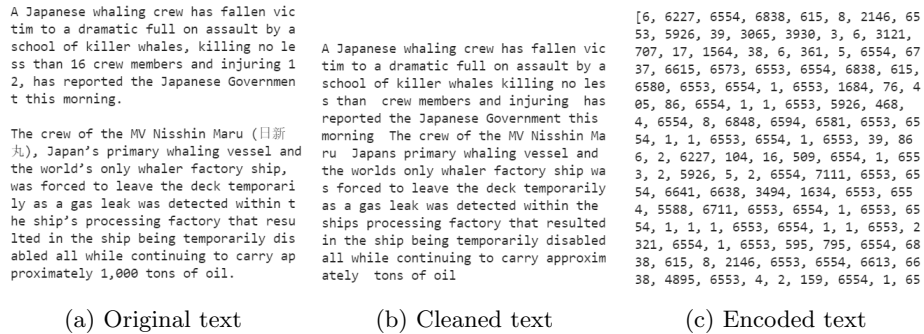 A Japanese whaling crew has fallen vic
tim to a dramatic full on assault by a
school of killer whales, killing no le
ss than 16 crew members and injuring 1
2, has reported the Japanese Governmen
t this morning.
The crew of the MV Nisshin Maru (日新
丸), Japan's primary whaling vessel and
the world's only whaler factory ship,
was forced to leave the deck temporari
ly as a gas leak was detected within t
he ship's processing factory that resu
lted in the ship being temporarily dis
abled all while continuing to carry ap
proximately 1,000 tons of oil.
(a) Original text
A Japanese whaling crew has fallen vic
tim to a dramatic full on assault by a
school of killer whales killing no les
s than  crew members and injuring  has
reported the Japanese Government this
morning  The crew of the MV Nisshin Ma
ru  Japans primary whaling vessel and
the worlds only whaler factory ship wa
s forced to leave the deck temporarily
as a gas leak was detected within the
ships processing factory that resulted
in the ship being temporarily disabled
all while continuing to carry approxim
ately  tons of oil
(b) Cleaned text
[6, 6227, 6554, 6838, 615, 8, 2146, 65
53, 5926, 39, 3065, 3930, 3, 6, 3121,
707, 17, 1564, 38, 6, 361, 5, 6554, 67
37, 6615, 6573, 6553, 6554, 6838, 615,
6580, 6553, 6554, 1, 6553, 1684, 76, 4
05, 86, 6554, 1, 1, 6553, 5926, 468,
4, 6554, 8, 6848, 6594, 6581, 6553, 65
54, 1, 1, 6553, 6554, 1, 6553, 39, 86
6, 2, 6227, 104, 16, 509, 6554, 1, 655
3, 2, 5926, 5, 2, 6554, 7111, 6553, 65
54, 6641, 6638, 3494, 1634, 6553, 655
4, 5588, 6711, 6553, 6554, 1, 6553, 65
54, 1, 1, 1, 6553, 6554, 1, 1, 6553, 2
321, 6554, 1, 6553, 595, 795, 6554, 68
38, 615, 8, 2146, 6553, 6554, 6613, 66
38, 4895, 6553, 4, 2, 159, 6554, 1, 65
(c) Encoded text